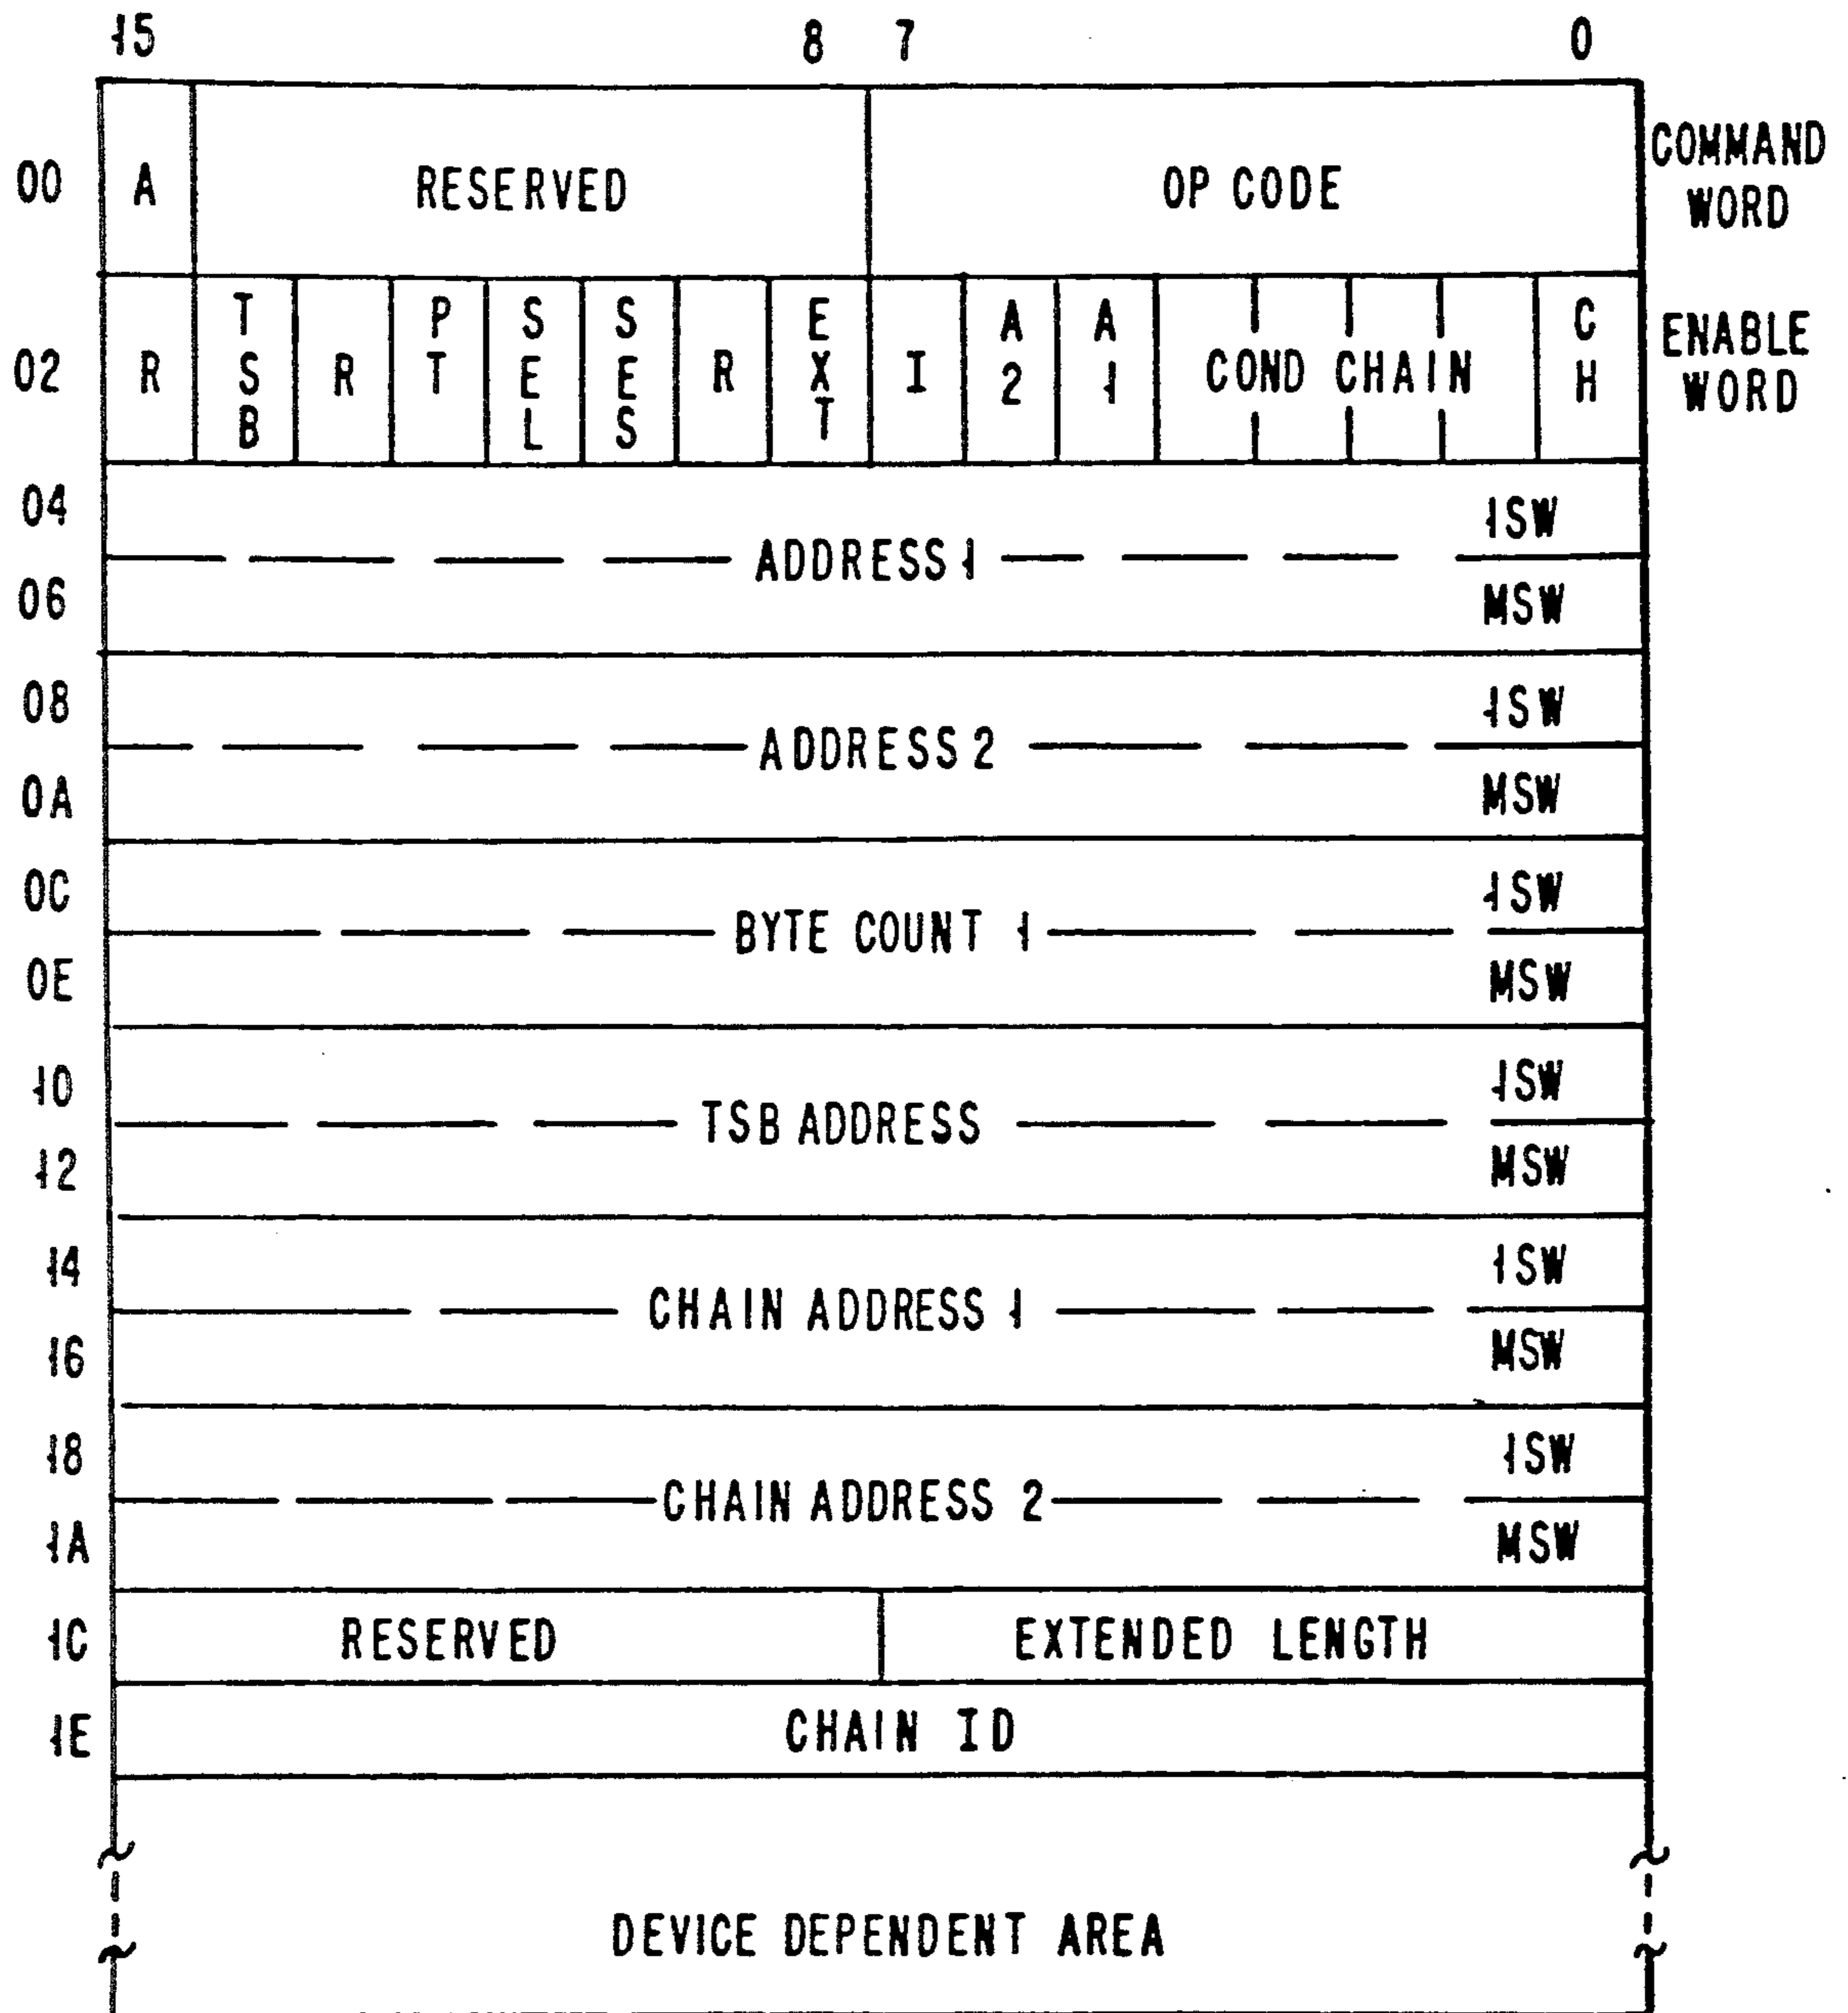 15 8 7 0
00 A RESERVED OP CODE COMMAND WORD
02 R TSB R PT SEL SES R EXT I A2 A1 COND CHAIN CH ENABLE WORD
04 1SW
ADDRESS 1
06 MSW
08 1SW
ADDRESS 2
0A MSW
0C 1SW
BYTE COUNT 1
0E MSW
10 1SW
TSB ADDRESS
12 MSW
14 1SW
CHAIN ADDRESS 1
16 MSW
18 1SW
CHAIN ADDRESS 2
1A MSW
1C RESERVED EXTENDED LENGTH
1E CHAIN ID
DEVICE DEPENDENT AREA